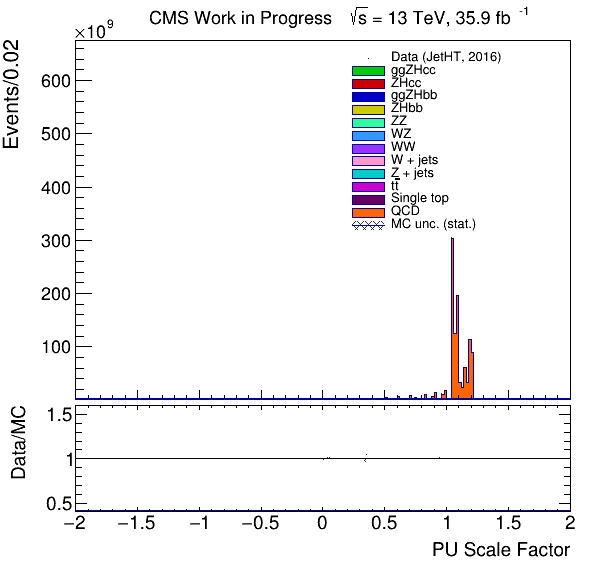 CMS Work in Progress √s = 13 TeV, 35.9 fb⁻¹
×10⁹
Events/0.02
600
500
400
300
200
100
Data (JetHT, 2016)
ggZHcc
ZHcc
ggZHbb
ZHbb
ZZ
WZ
WW
W + jets
Z + jets
tt̅
Single top
QCD
MC unc. (stat.)
Data/MC
1.5
1
0.5
−2 −1.5 −1 −0.5 0 0.5 1 1.5 2
PU Scale Factor